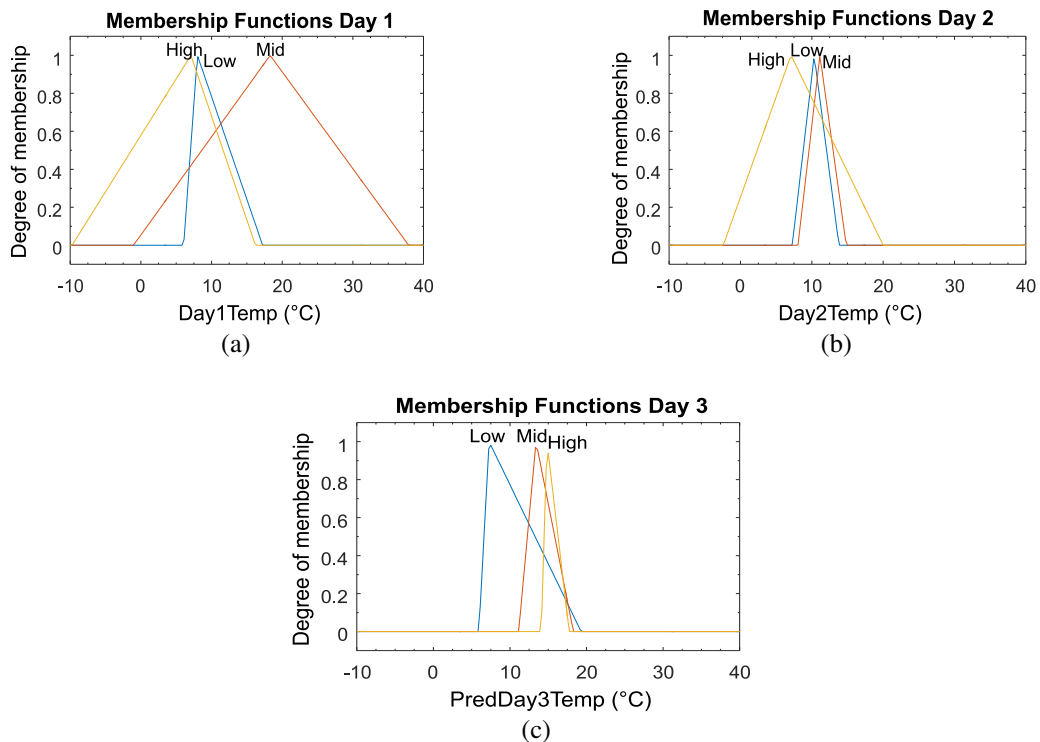 Membership Functions Day 1
High
Low
Mid
1
0.8
0.6
0.4
0.2
0
Degree of membership
-10 0 10 20 30 40
Day1Temp (°C)
(a)
Membership Functions Day 2
High
Low
Mid
1
0.8
0.6
0.4
0.2
0
Degree of membership
-10 0 10 20 30 40
Day2Temp (°C)
(b)
Membership Functions Day 3
Low Mid High
1
0.8
0.6
0.4
0.2
0
Degree of membership
-10 0 10 20 30 40
PredDay3Temp (°C)
(c)